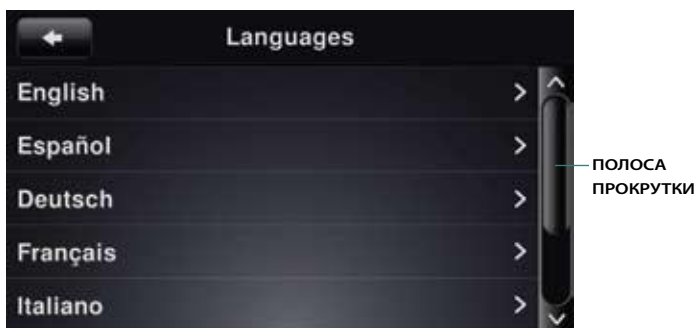 Languages
English
Español
Deutsch
Français
Italiano
ПОЛОСА
ПРОКРУТКИ